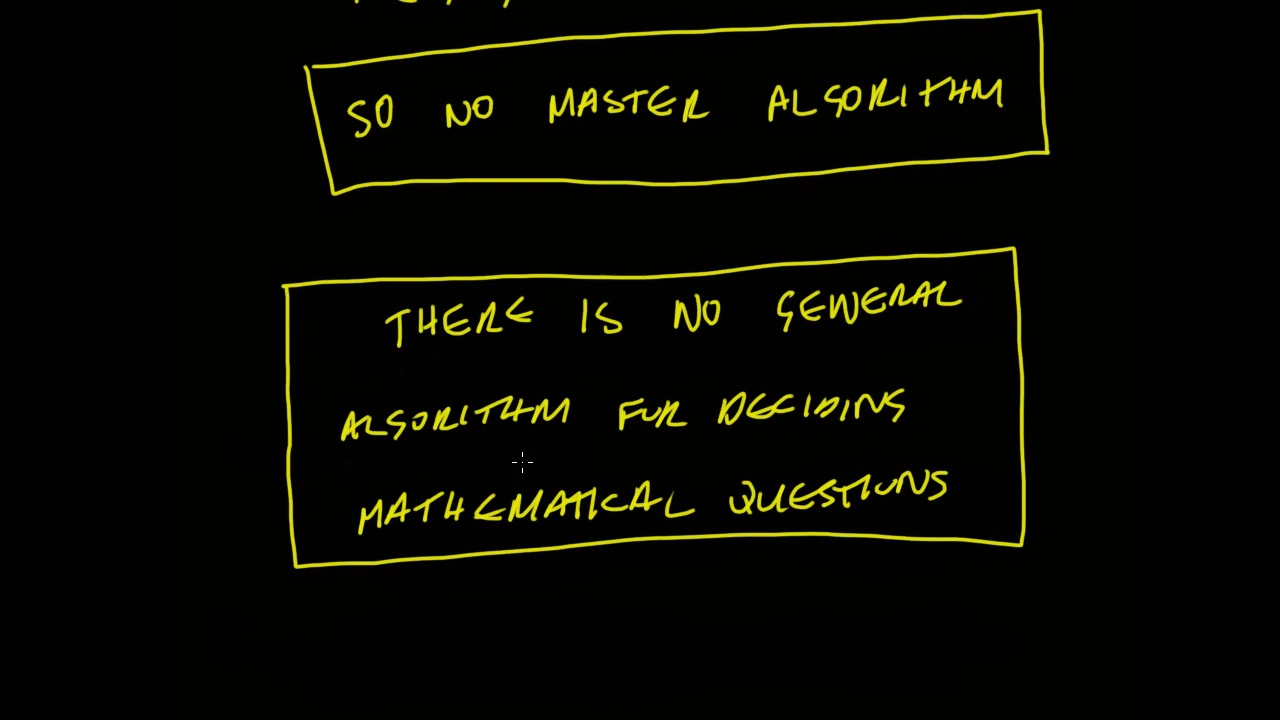 SO NO MASTER ALGORITHM
THERE IS NO GENERAL
ALGORITHM FOR DECIDING
MATHEMATICAL QUESTIONS